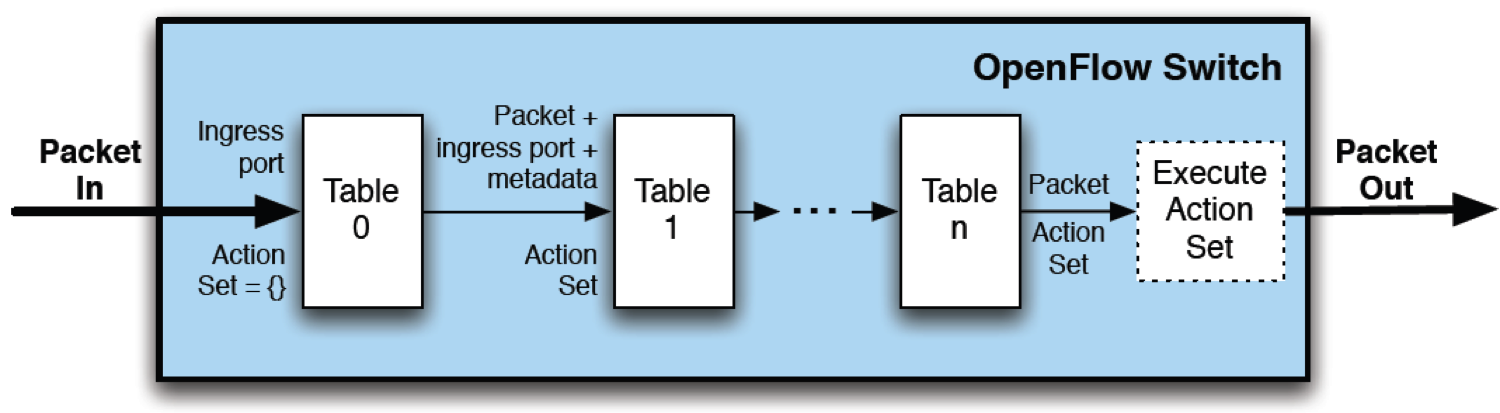 OpenFlow Switch
Packet
In
Ingress
port
Action
Set = {}
Table
0
Packet +
ingress port +
metadata
Action
Set
Table
1
...
Table
n
Packet
Action
Set
Execute
Action
Set
Packet
Out